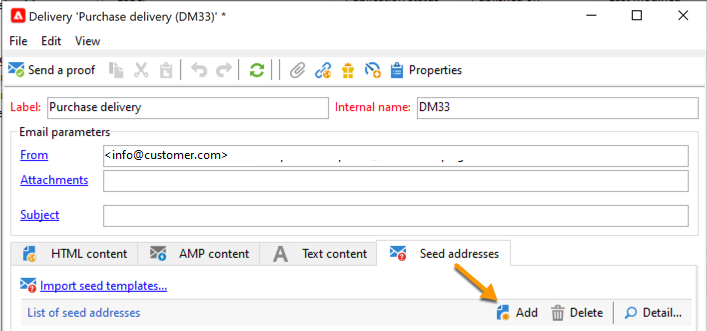 Delivery 'Purchase delivery (DM33)' *
File Edit View
Send a proof Properties
Label: Purchase delivery Internal name: DM33
Email parameters
From <info@customer.com>
Attachments
Subject
HTML content AMP content Text content Seed addresses
Import seed templates...
List of seed addresses Add Delete Detail...